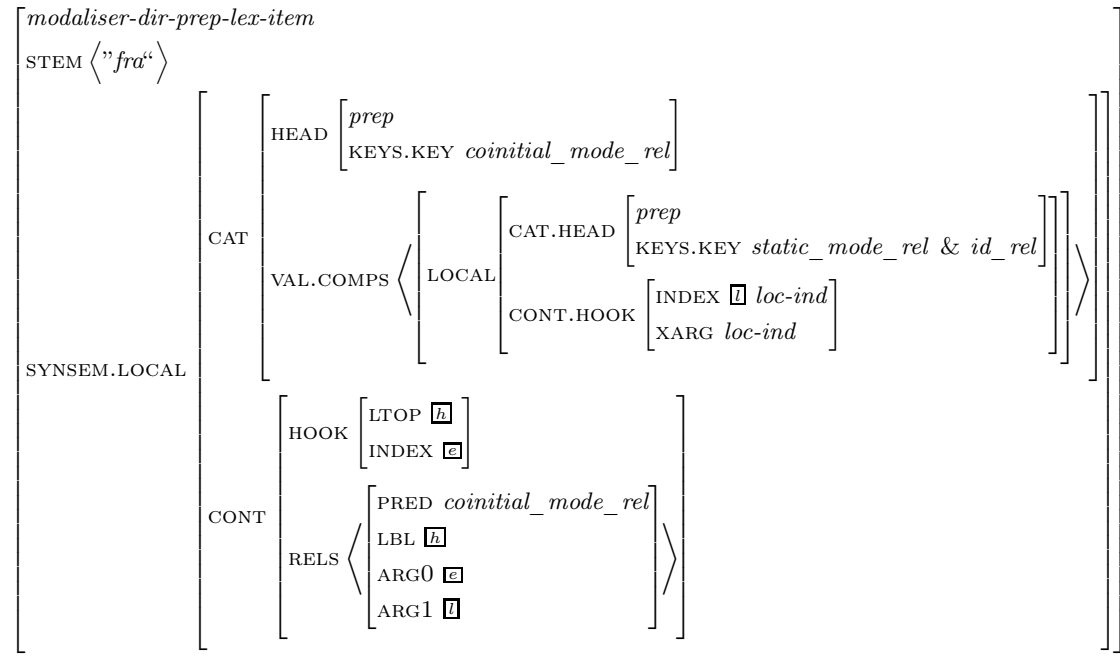 modaliser-dir-prep-lex-item
STEM ⟨”fra“⟩
prep
HEAD
KEYS.KEY coinitial_mode_rel
prep
CAT.HEAD
KEYS.KEY static_mode_rel & id_rel
CAT
VAL.COMPS
LOCAL
INDEX l loc-ind
CONT.HOOK
XARG loc-ind
SYNSEM.LOCAL
LTOP h
HOOK
INDEX e
PRED coinitial_mode_rel
CONT
LBL h
RELS
ARG0 e
ARG1 l